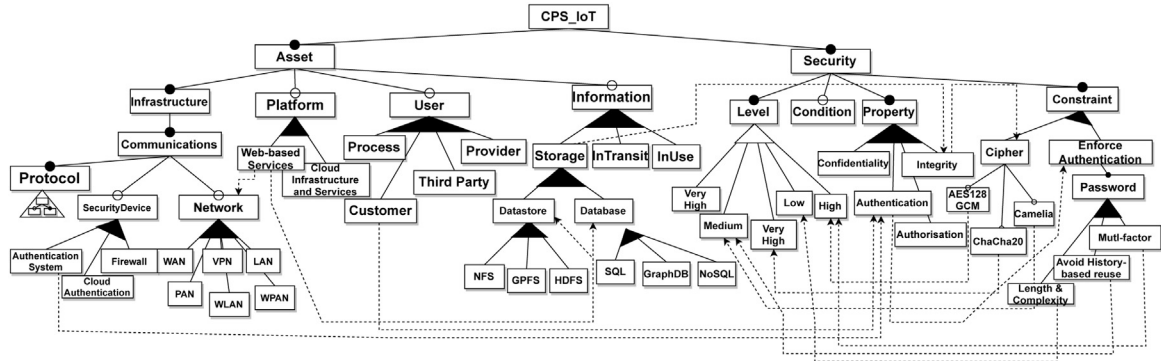 CPS_IoT
Asset
Security
Infrastructure
Platform
User
Information
Level
Condition
Property
Constraint
Communications
Web-based
Services
Cloud
Infrastructure
and Services
Process
Provider
Third Party
Customer
Storage
InTransit
InUse
Confidentiality
Integrity
Cipher
Enforce
Authentication
Protocol
SecurityDevice
Network
Datastore
Database
Very
High
Medium
Very
High
Low
High
Authentication
Authorisation
AES128
GCM
Camelia
ChaCha20
Password
Mutl-factor
Avoid History-
based reuse
Length &
Complexity
Authentication
System
Cloud
Authentication
Firewall
WAN
VPN
LAN
PAN
WLAN
WPAN
NFS
GPFS
HDFS
SQL
GraphDB
NoSQL